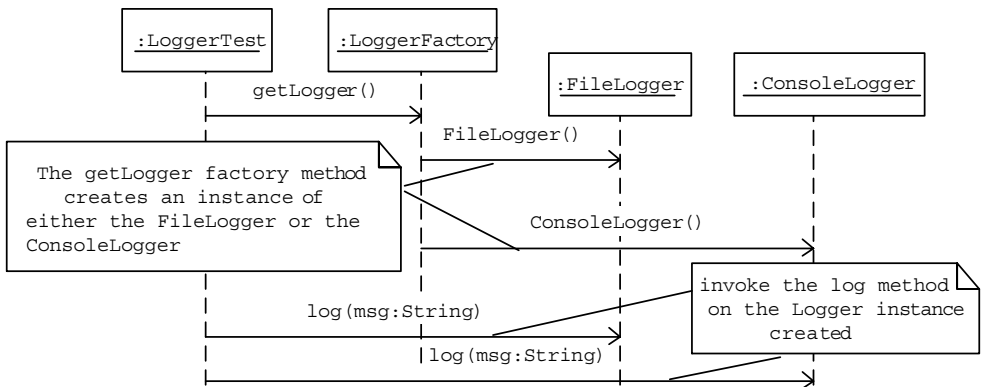 :LoggerTest
:LoggerFactory
:FileLogger
:ConsoleLogger
getLogger()
FileLogger()
The getLogger factory method
creates an instance of
either the FileLogger or the
ConsoleLogger
ConsoleLogger()
invoke the log method
on the Logger instance
created
log(msg:String)
log(msg:String)